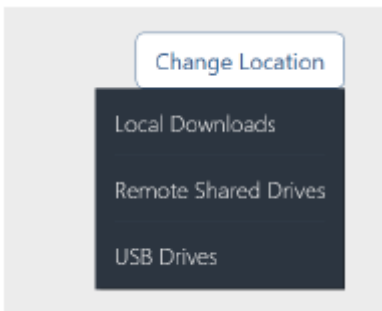 Change Location
Local Downloads
Remote Shared Drives
USB Drives